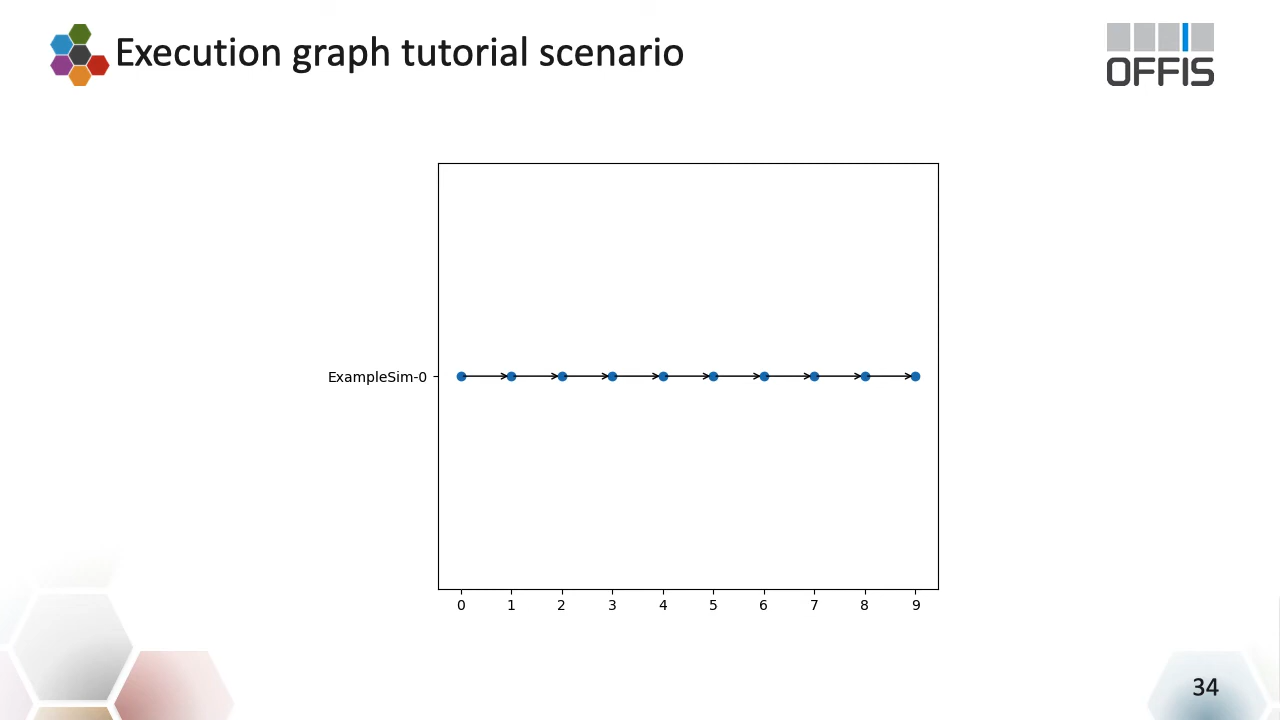 Execution graph tutorial scenario
OFFIS
ExampleSim-0
0 1 2 3 4 5 6 7 8 9
34